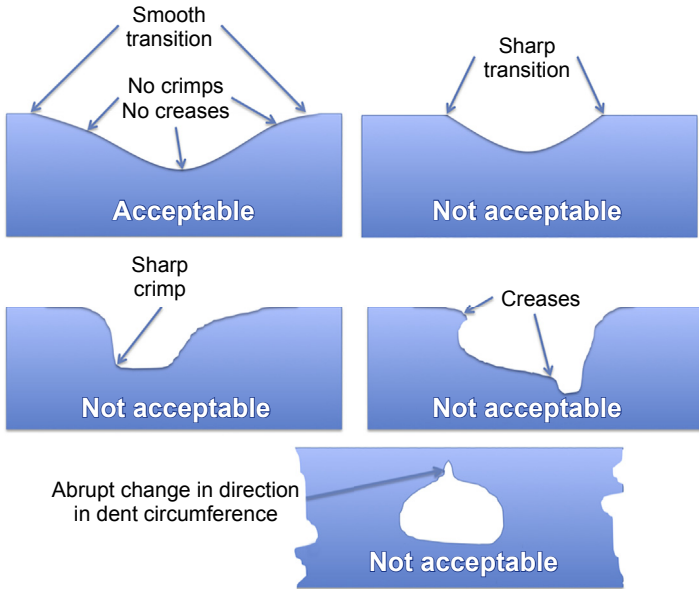 Smooth
transition
No crimps
No creases
Acceptable
Sharp
transition
Not acceptable
Sharp
crimp
Not acceptable
Creases
Not acceptable
Abrupt change in direction
in dent circumference
Not acceptable